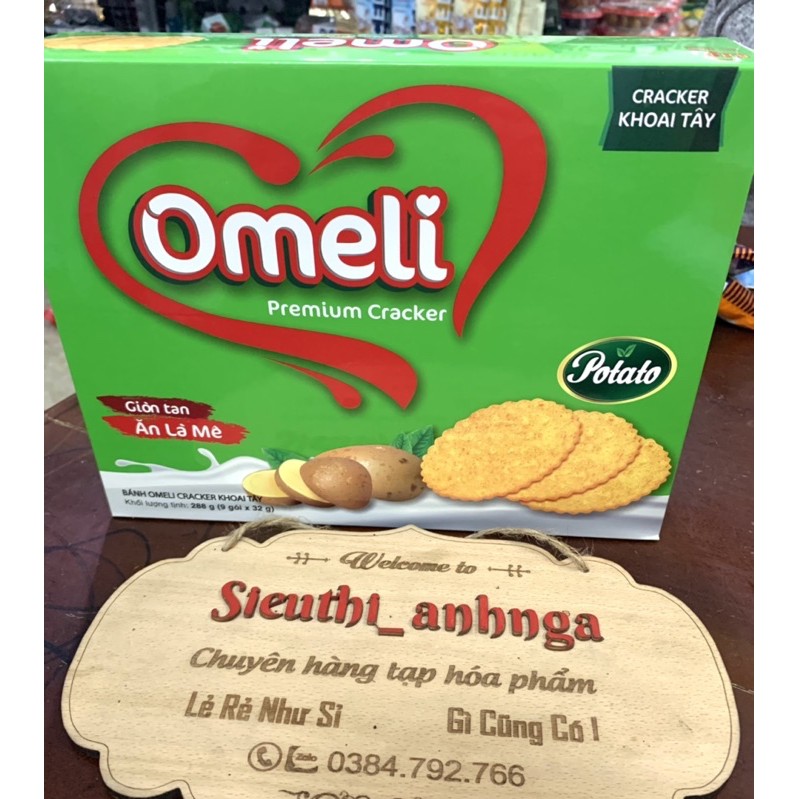 Omeli
CRACKER
KHOAI TÂY
Omeli
Premium Cracker
Potato
Giòn tan
Ăn Là Mê
BÁNH OMELI CRACKER KHOAI TÂY
Khối lượng tịnh: 288 g (9 gói x 32 g)
Welcome to
Sieuthi_anhnga
Chuyên hàng tạp hóa phẩm
Lẻ Rẻ Như Sỉ
Gì Cũng Có !
Zalo 0384.792.766